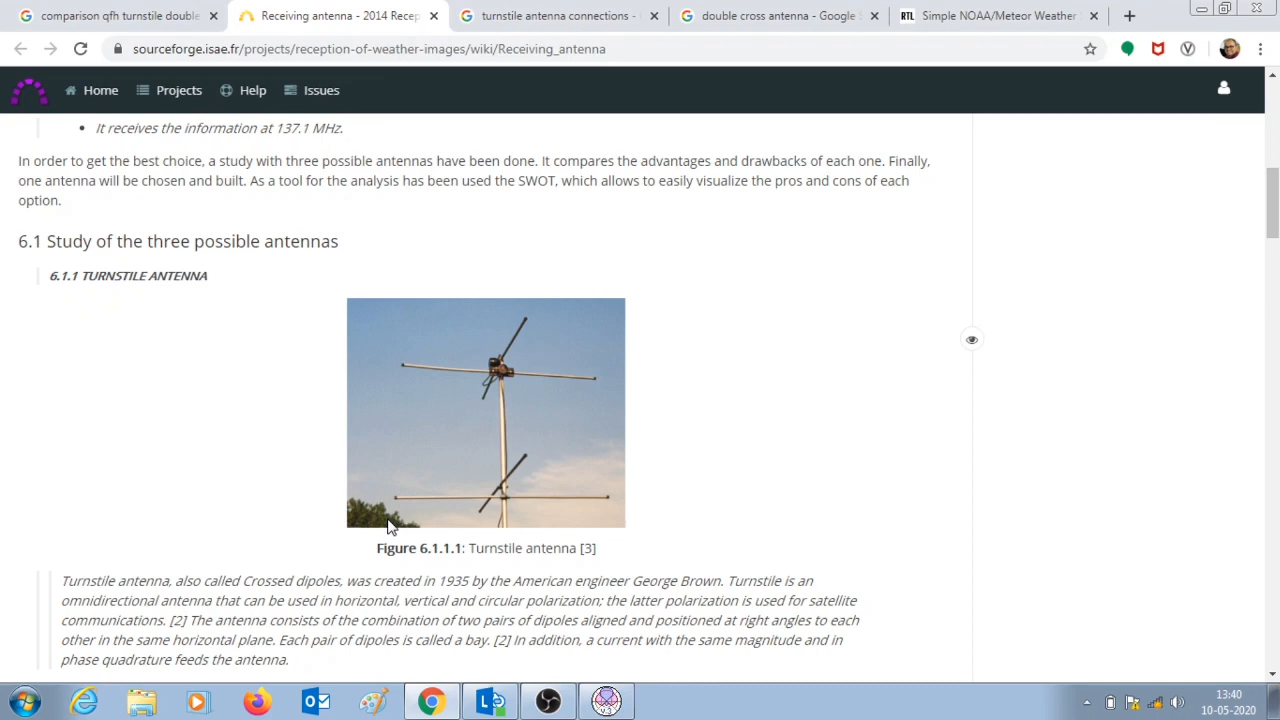 comparison qfh turnstile double
Receiving antenna - 2014 Recep
turnstile antenna connections -
double cross antenna - Google S
RTL
Simple NOAA/Meteor Weather
sourceforge.isae.fr/projects/reception-of-weather-images/wiki/Receiving_antenna
Home
Projects
Help
Issues
• It receives the information at 137.1 MHz.
In order to get the best choice, a study with three possible antennas have been done. It compares the advantages and drawbacks of each one. Finally,
one antenna will be chosen and built. As a tool for the analysis has been used the SWOT, which allows to easily visualize the pros and cons of each
option.
6.1 Study of the three possible antennas
6.1.1 TURNSTILE ANTENNA
Figure 6.1.1.1: Turnstile antenna [3]
Turnstile antenna, also called Crossed dipoles, was created in 1935 by the American engineer George Brown. Turnstile is an
omnidirectional antenna that can be used in horizontal, vertical and circular polarization; the latter polarization is used for satellite
communications. [2] The antenna consists of the combination of two pairs of dipoles aligned and positioned at right angles to each
other in the same horizontal plane. Each pair of dipoles is called a bay. [2] In addition, a current with the same magnitude and in
phase quadrature feeds the antenna.
13:40
10-05-2020